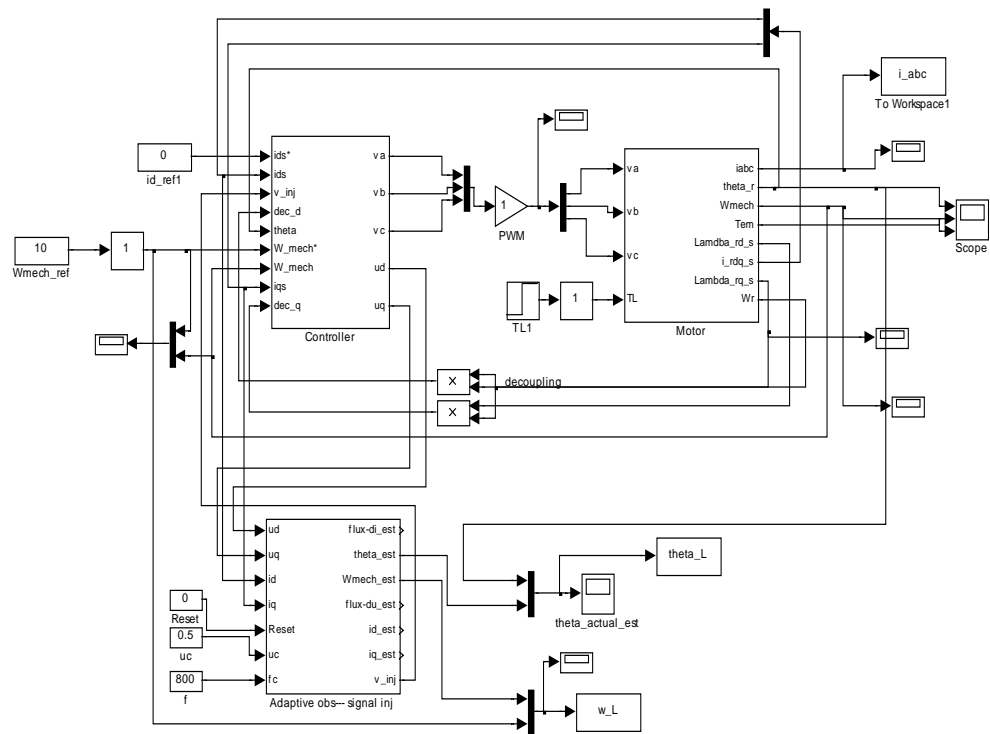 i_abc
To Workspace1
0
id_ref1
ids*
ids
v_inj
dec_d
theta
W_mech*
W_mech
iqs
dec_q
va
vb
vc
ud
uq
Controller
10
Wmech_ref
1
1
PWM
va
vb
vc
TL
iabc
theta_r
Wmech
Tem
Lamdba_rd_s
i_rdq_s
Lambda_rq_s
Wr
Motor
Scope
TL1
1
X
decoupling
X
ud
uq
id
iq
Reset
uc
fc
flux-di_est
theta_est
Wmech_est
flux-du_est
id_est
iq_est
v_inj
Adaptive obs--- signal inj
0
Reset
0.5
uc
800
f
theta_L
theta_actual_est
w_L